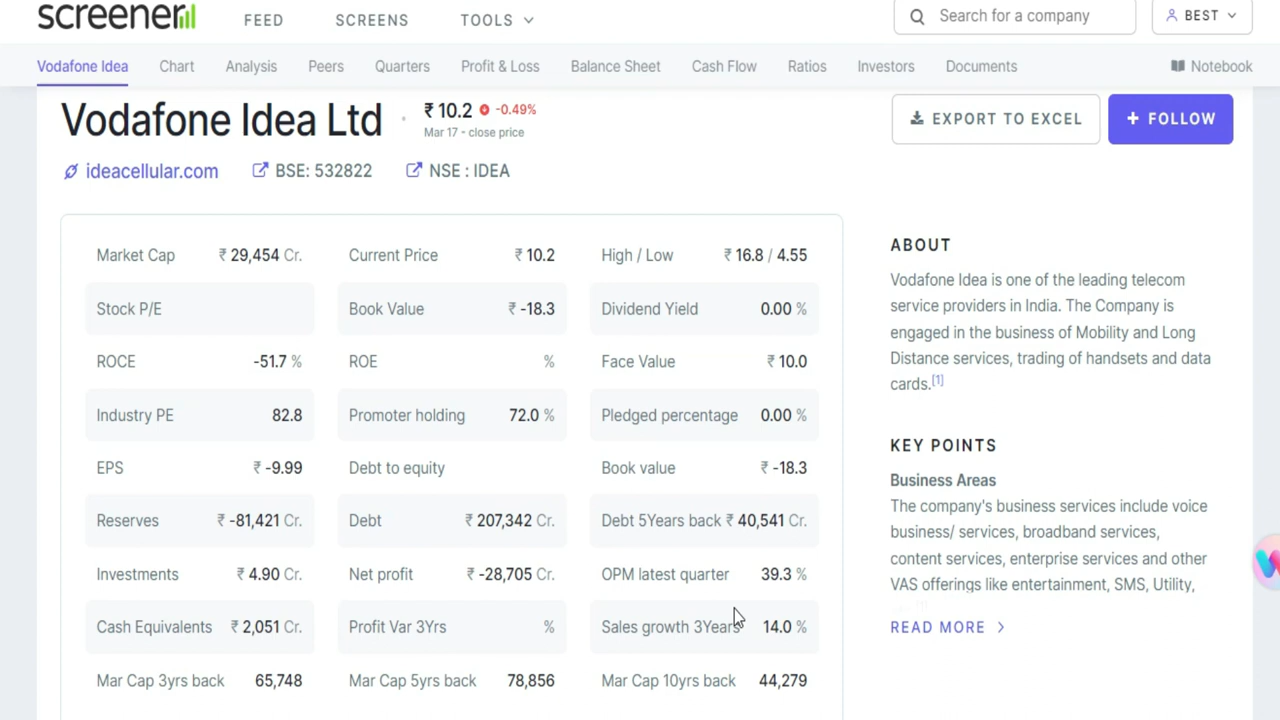 screener FEED SCREENS TOOLS Search for a company BEST
Vodafone Idea Chart Analysis Peers Quarters Profit & Loss Balance Sheet Cash Flow Ratios Investors Documents Notebook
Vodafone Idea Ltd ₹ 10.2 -0.49%
Mar 17 - close price
EXPORT TO EXCEL + FOLLOW
ideacellular.com BSE: 532822 NSE : IDEA
Market Cap ₹ 29,454 Cr. Current Price ₹ 10.2 High / Low ₹ 16.8 / 4.55
Stock P/E Book Value ₹ -18.3 Dividend Yield 0.00 %
ROCE -51.7 % ROE % Face Value ₹ 10.0
Industry PE 82.8 Promoter holding 72.0 % Pledged percentage 0.00 %
EPS ₹ -9.99 Debt to equity Book value ₹ -18.3
Reserves ₹ -81,421 Cr. Debt ₹ 207,342 Cr. Debt 5Years back ₹ 40,541 Cr.
Investments ₹ 4.90 Cr. Net profit ₹ -28,705 Cr. OPM latest quarter 39.3 %
Cash Equivalents ₹ 2,051 Cr. Profit Var 3Yrs % Sales growth 3Years 14.0 %
Mar Cap 3yrs back 65,748 Mar Cap 5yrs back 78,856 Mar Cap 10yrs back 44,279
ABOUT
Vodafone Idea is one of the leading telecom
service providers in India. The Company is
engaged in the business of Mobility and Long
Distance services, trading of handsets and data
cards.[1]
KEY POINTS
Business Areas
The company's business services include voice
business/ services, broadband services,
content services, enterprise services and other
VAS offerings like entertainment, SMS, Utility,
READ MORE